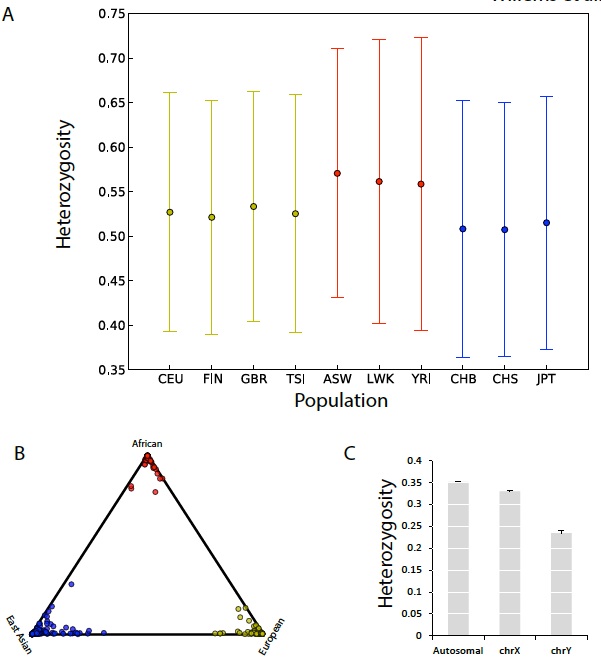 A
0.75
0.70
0.65
0.60
0.55
0.50
0.45
0.40
0.35
Heterozygosity
CEU FIN GBR TSI ASW LWK YRI CHB CHS JPT
Population
B
African
East Asian
European
C
0.4
0.35
0.3
0.25
0.2
0.15
0.1
0.05
0
Heterozygosity
Autosomal chrX chrY